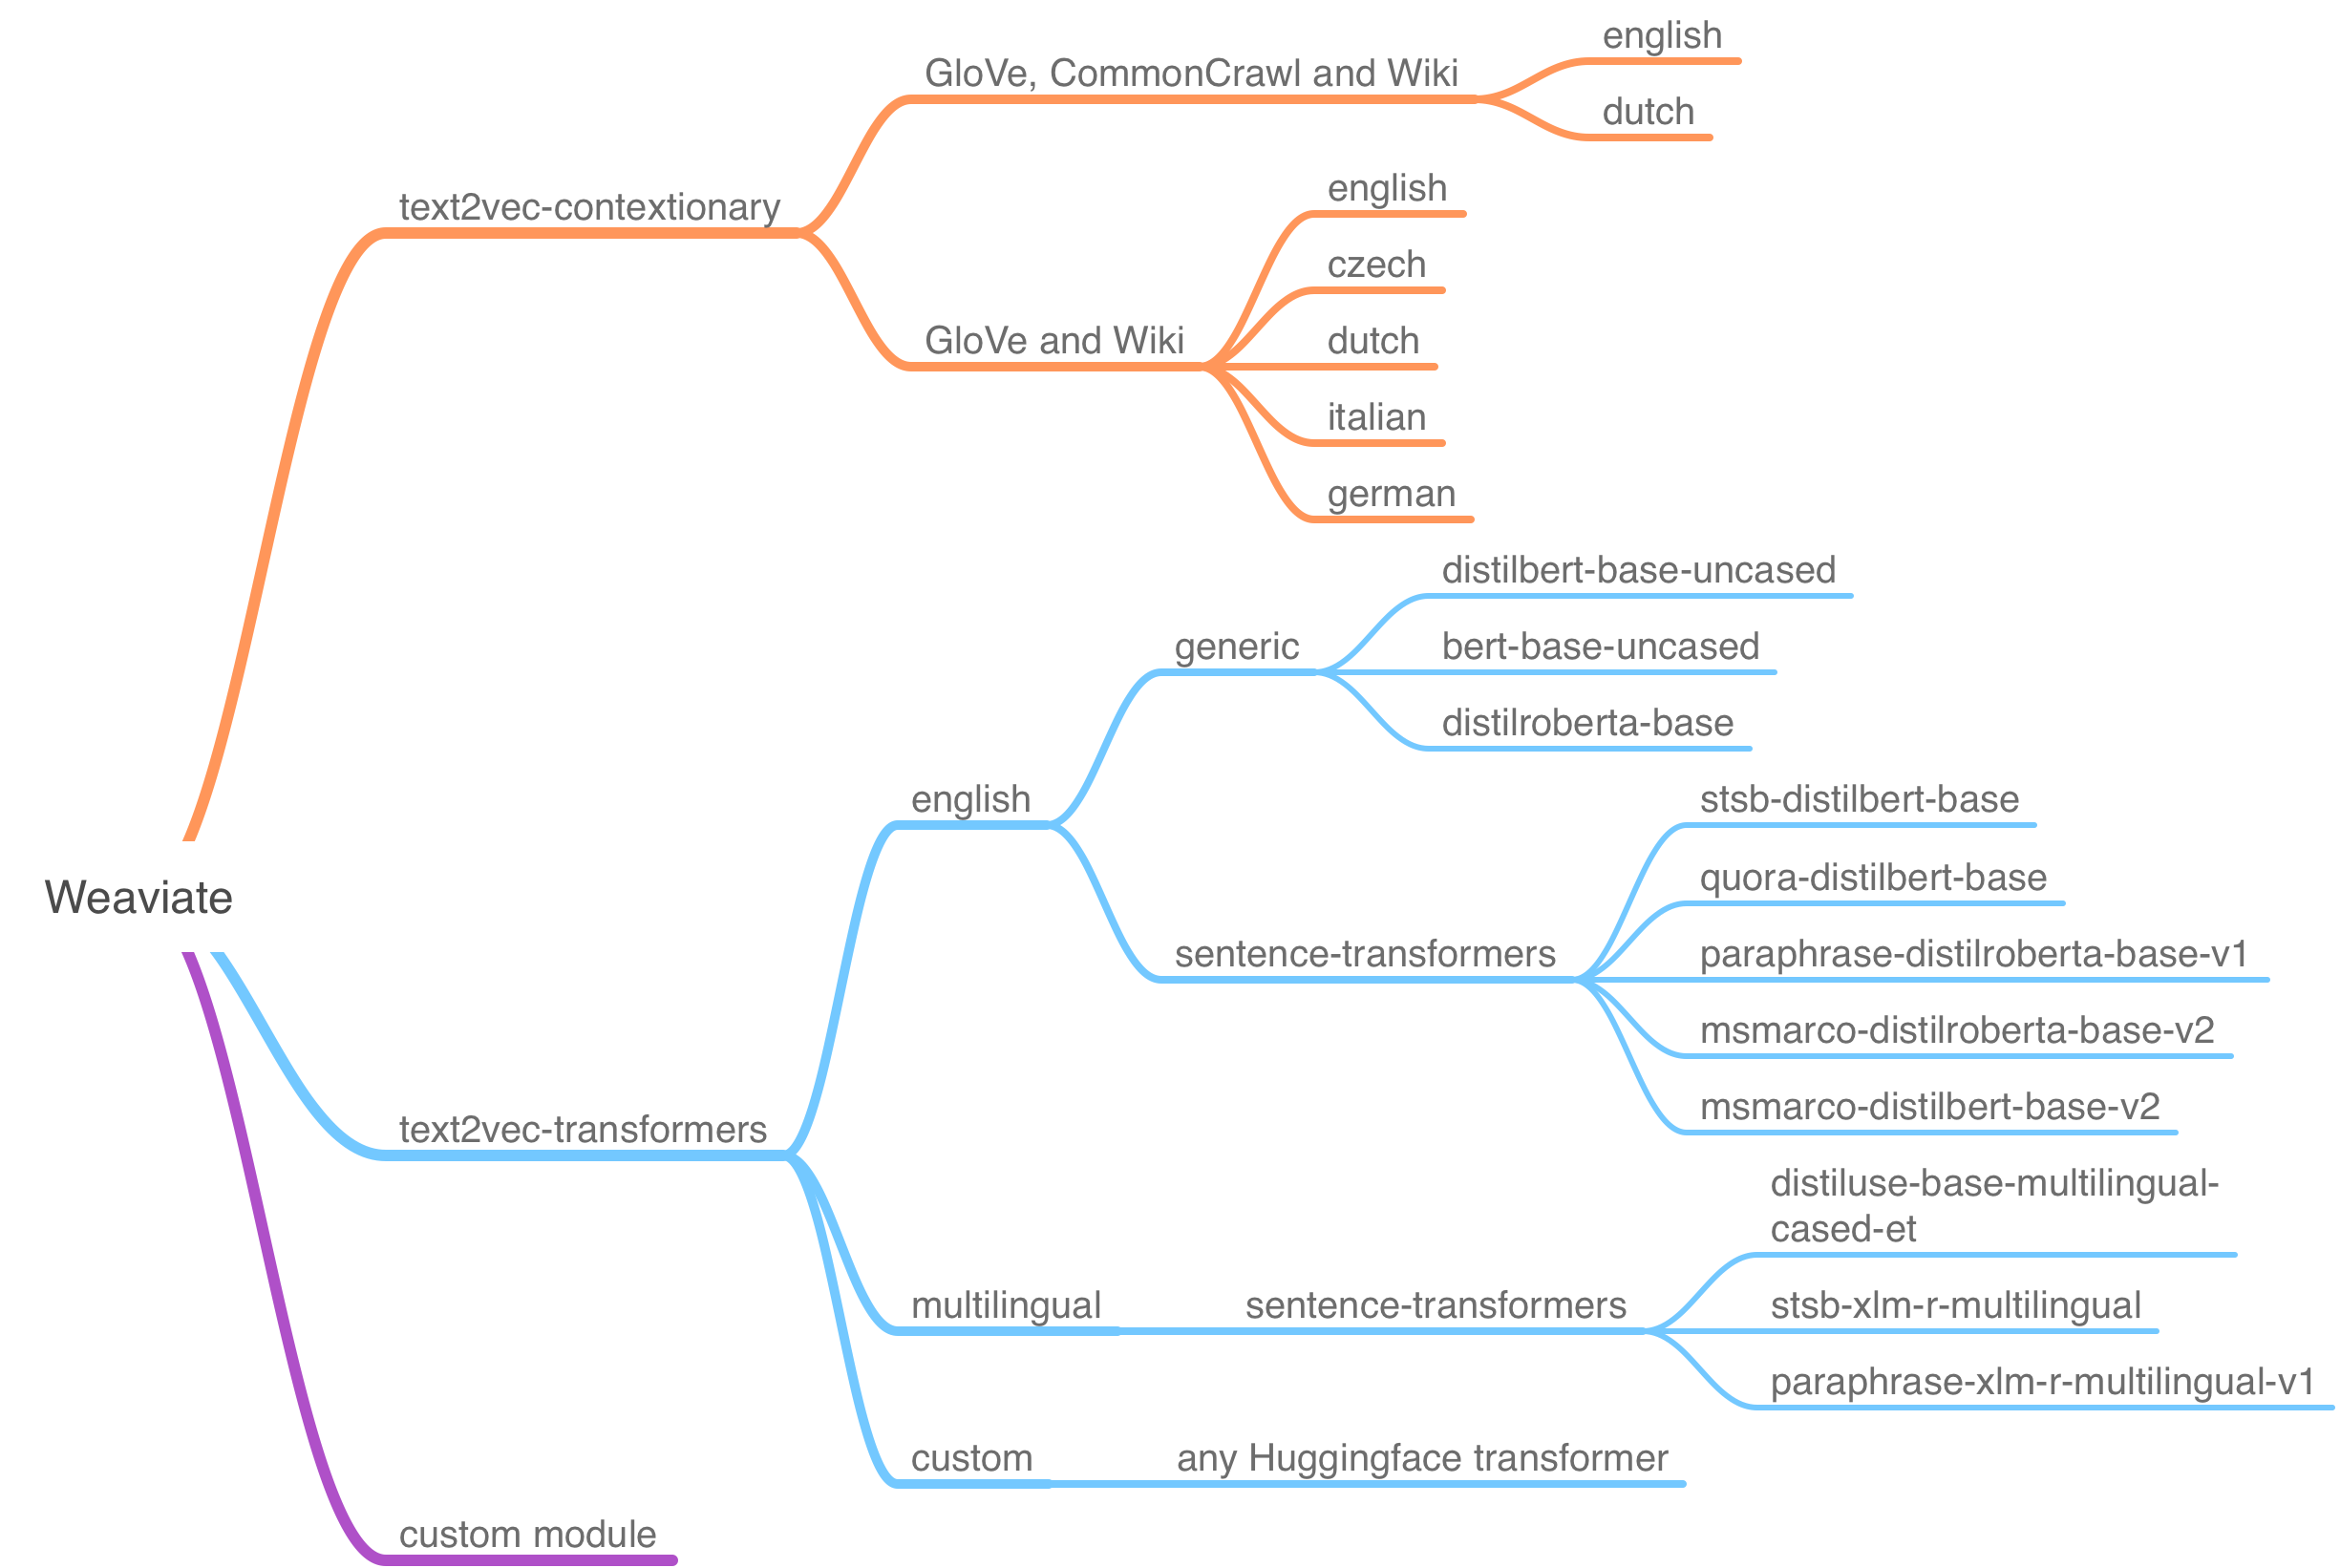 english
GloVe, CommonCrawl and Wiki
dutch
english
text2vec-contextionary
czech
GloVe and Wiki
dutch
italian
german
distilbert-base-uncased
generic
bert-base-uncased
distilroberta-base
english
stsb-distilbert-base
quora-distilbert-base
Weaviate
sentence-transformers
paraphrase-distilroberta-base-v1
msmarco-distilroberta-base-v2
msmarco-distilbert-base-v2
text2vec-transformers
distiluse-base-multilingual-
cased-et
multilingual
sentence-transformers
stsb-xlm-r-multilingual
paraphrase-xlm-r-multilingual-v1
custom
any Huggingface transformer
custom module